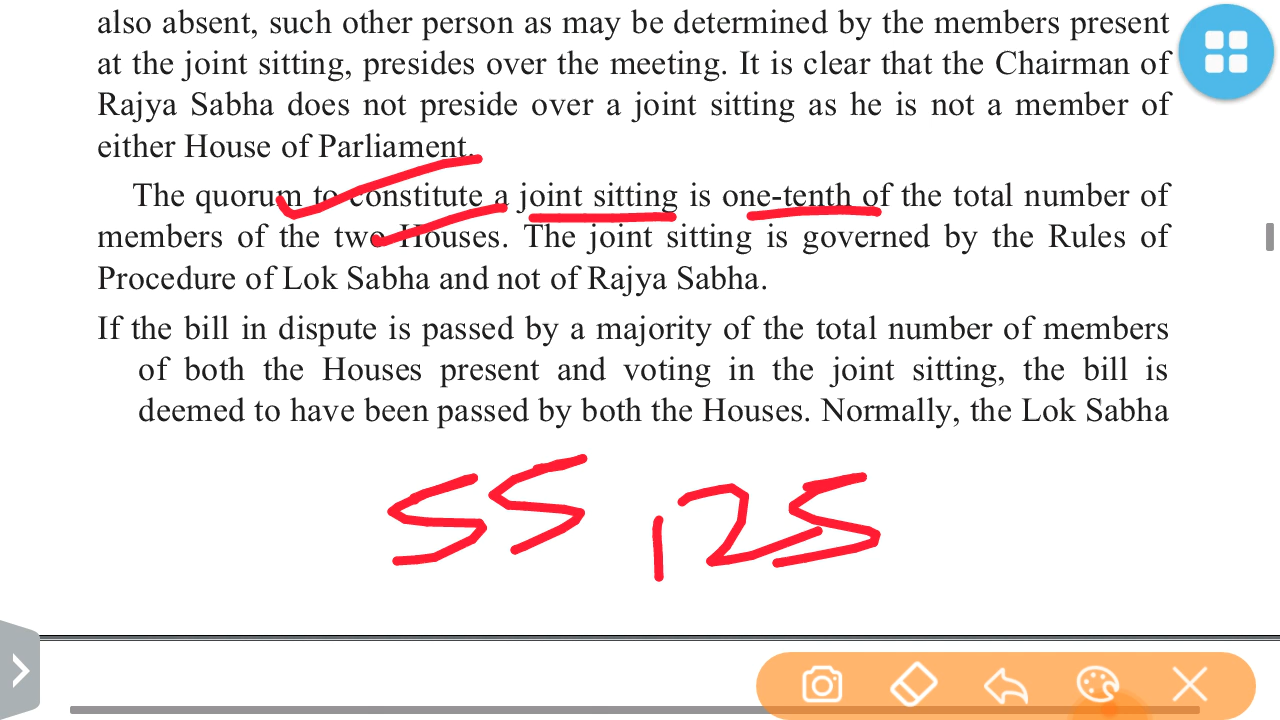 also absent, such other person as may be determined by the members present
at the joint sitting, presides over the meeting. It is clear that the Chairman of
Rajya Sabha does not preside over a joint sitting as he is not a member of
either House of Parliament.
The quorum to constitute a joint sitting is one-tenth of the total number of
members of the two Houses. The joint sitting is governed by the Rules of
Procedure of Lok Sabha and not of Rajya Sabha.
If the bill in dispute is passed by a majority of the total number of members
of both the Houses present and voting in the joint sitting, the bill is
deemed to have been passed by both the Houses. Normally, the Lok Sabha
55 125